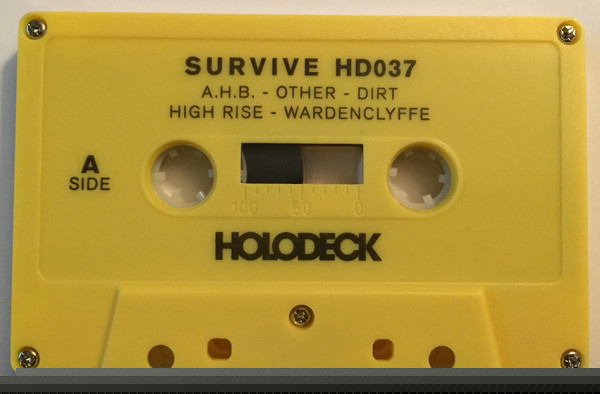 SURVIVE HD037
A.H.B. - OTHER - DIRT
HIGH RISE - WARDENCLYFFE
A
SIDE
100 50 0
HOLODECK